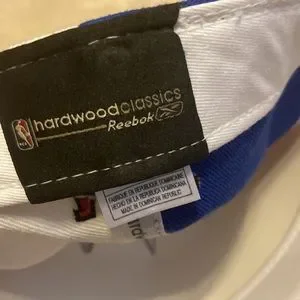 hardwoodclassics
Reebok
FABRIQUE EN REPUBLIQUE DOMINICAINE
HECHO EN REPUBLICA DOMINICANA
MADE IN DOMINICAN REPUBLIC